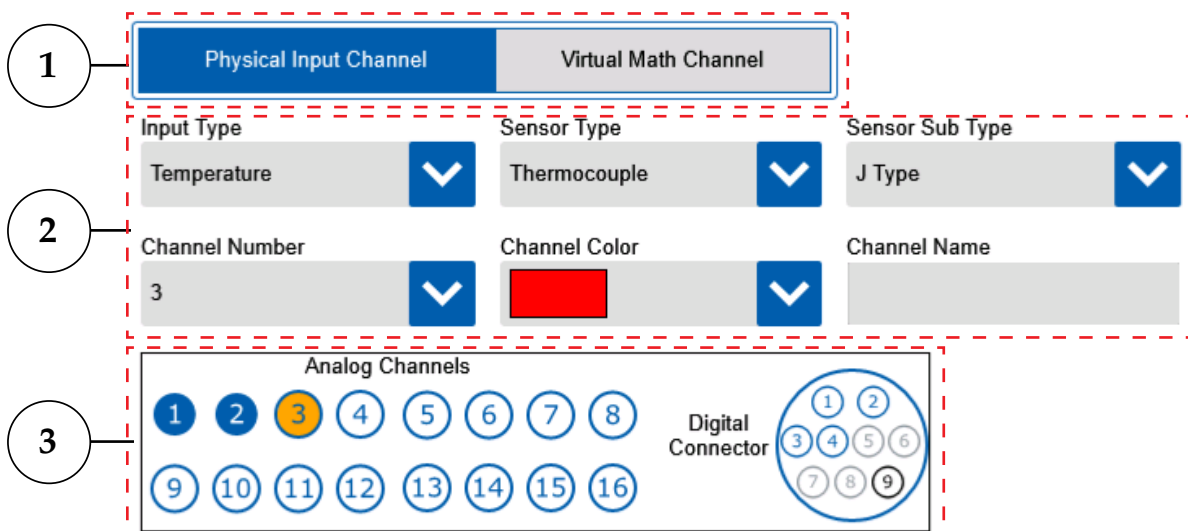 1
Physical Input Channel Virtual Math Channel
2
Input Type Sensor Type Sensor Sub Type
Temperature Thermocouple J Type
Channel Number Channel Color Channel Name
3
3
Analog Channels
1 2 3 4 5 6 7 8
9 10 11 12 13 14 15 16
Digital
Connector
1 2
3 4 5 6
7 8 9